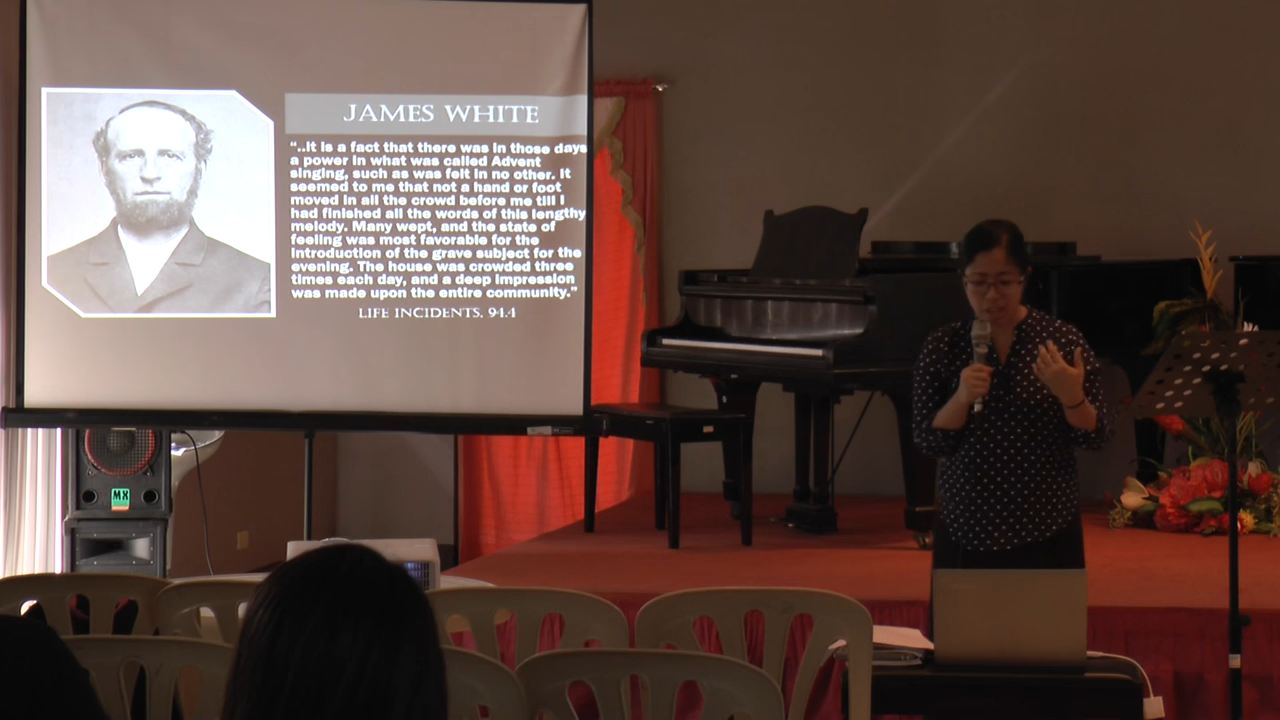 JAMES WHITE
“..it is a fact that there was in those days
a power in what was called Advent
singing, such as was felt in no other. It
seemed to me that not a hand or foot
moved in all the crowd before me till I
had finished all the words of this lengthy
melody. Many wept, and the state of
feeling was most favorable for the
introduction of the grave subject for the
evening. The house was crowded three
times each day, and a deep impression
was made upon the entire community.”
LIFE INCIDENTS, 94.4
MX